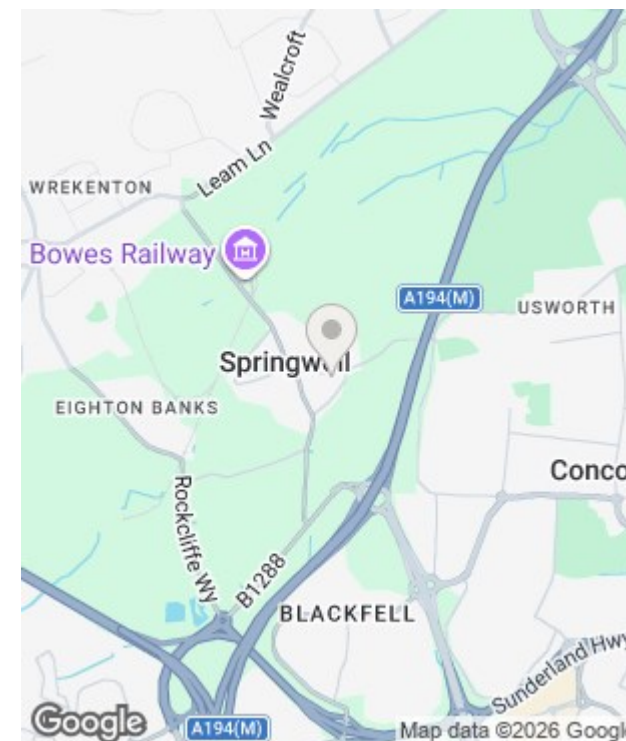 Wealcroft
Leam Ln
WREKENTON
Bowes Railway
A194(M)
USWORTH
Springwell
EIGHTON BANKS
Conco
Rockcliffe Wy
B1288
BLACKFELL
Sunderland Hwy
Google
A194(M)
Map data ©2026 Google